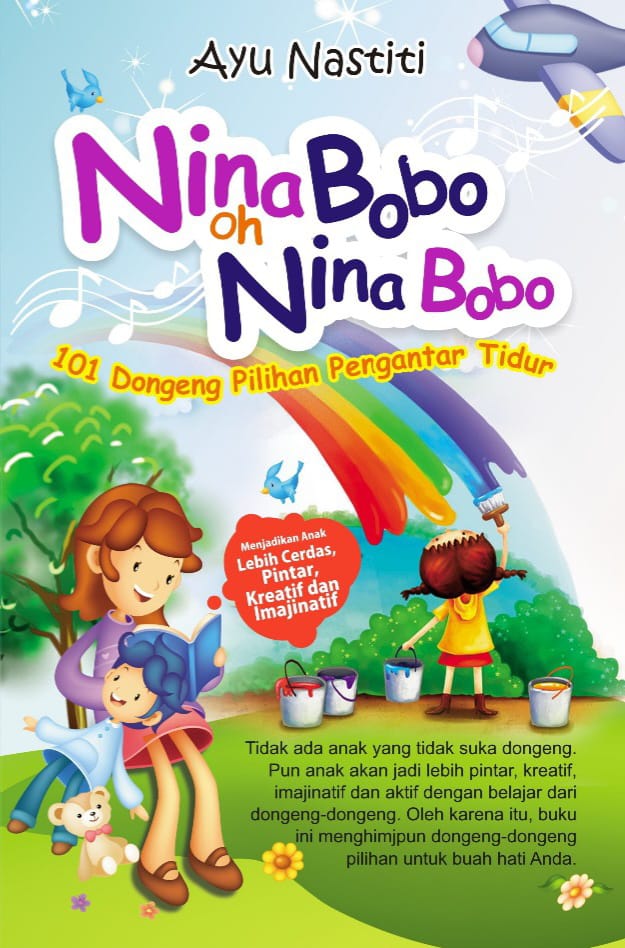 Ayu Nastiti
Nina Bobo
oh
Nina Bobo
101 Dongeng Pilihan Pengantar Tidur
Menjadikan Anak
Lebih Cerdas,
Pintar,
Kreatif dan
Imajinatif
Tidak ada anak yang tidak suka dongeng.
Pun anak akan jadi lebih pintar, kreatif,
imajinatif dan aktif dengan belajar dari
dongeng-dongeng. Oleh karena itu, buku
ini menghimjpun dongeng-dongeng
pilihan untuk buah hati Anda.